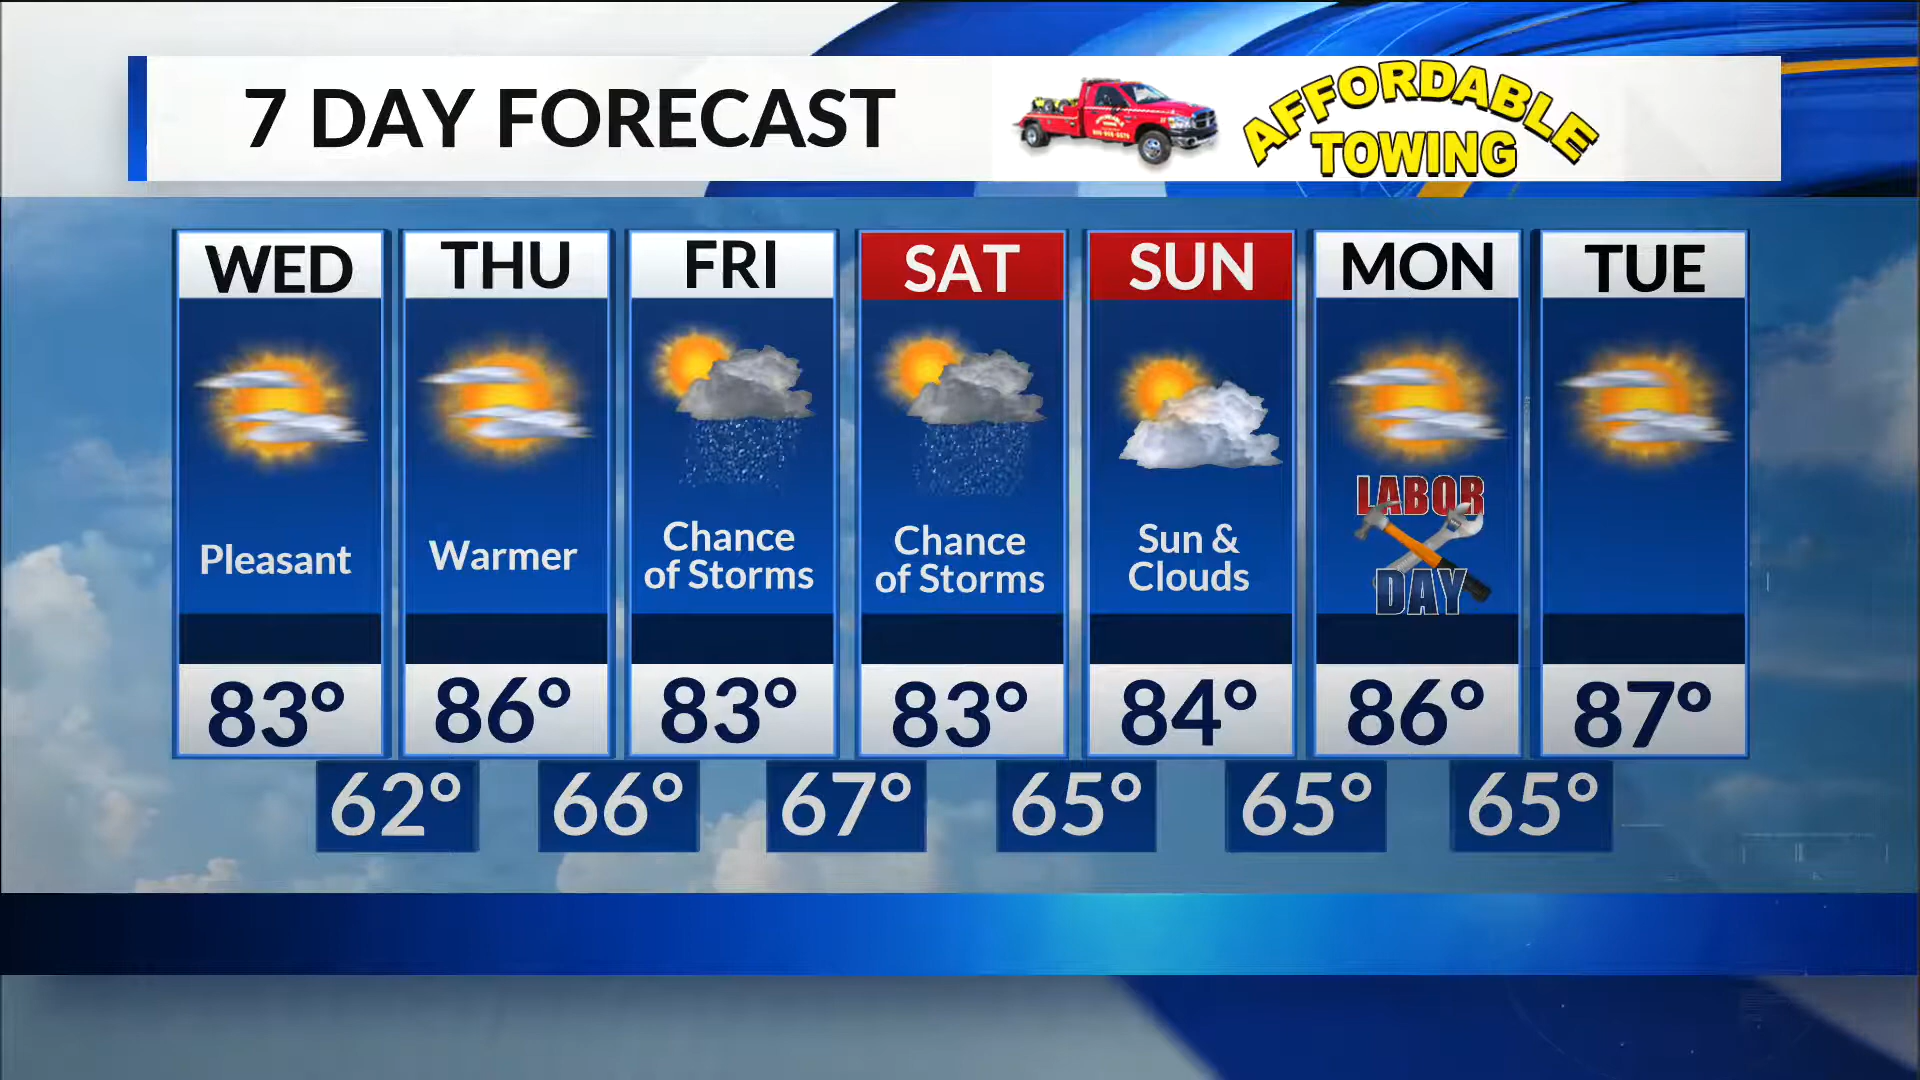 7 DAY FORECAST
AFFORDABLE
TOWING
WED
THU
FRI
SAT
SUN
MON
TUE
Pleasant
Warmer
Chance
of Storms
Chance
of Storms
Sun &
Clouds
LABOR
DAY
83°
86°
83°
83°
84°
86°
87°
62°
66°
67°
65°
65°
65°